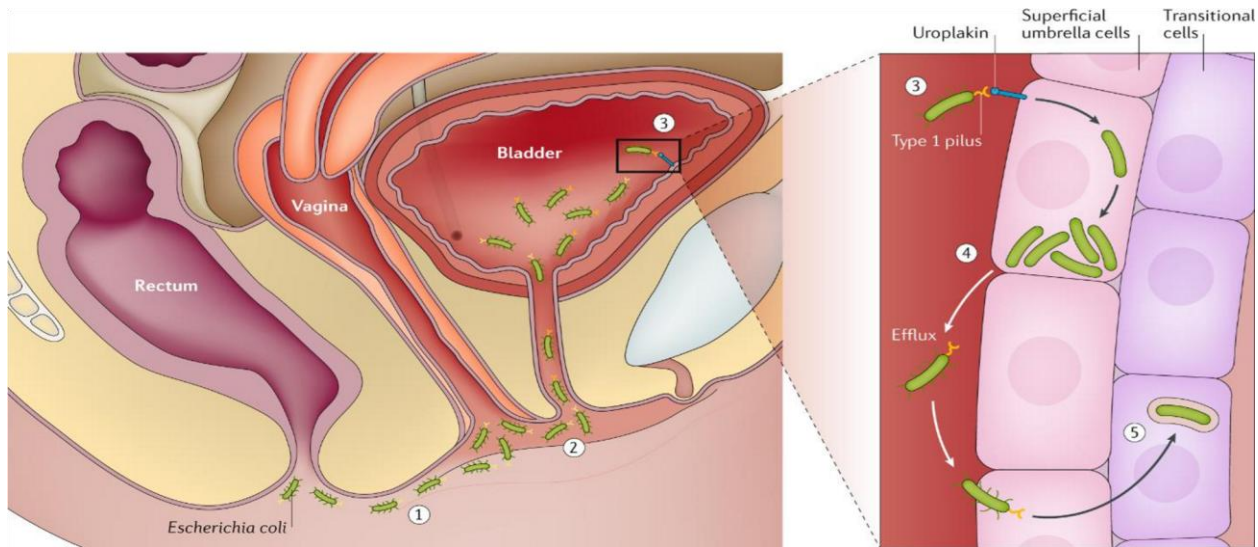 Uroplakin
Superficial
umbrella cells
Transitional
cells
3
3
Type 1 pilus
Bladder
Vagina
Rectum
4
Efflux
5
2
1
Escherichia coli